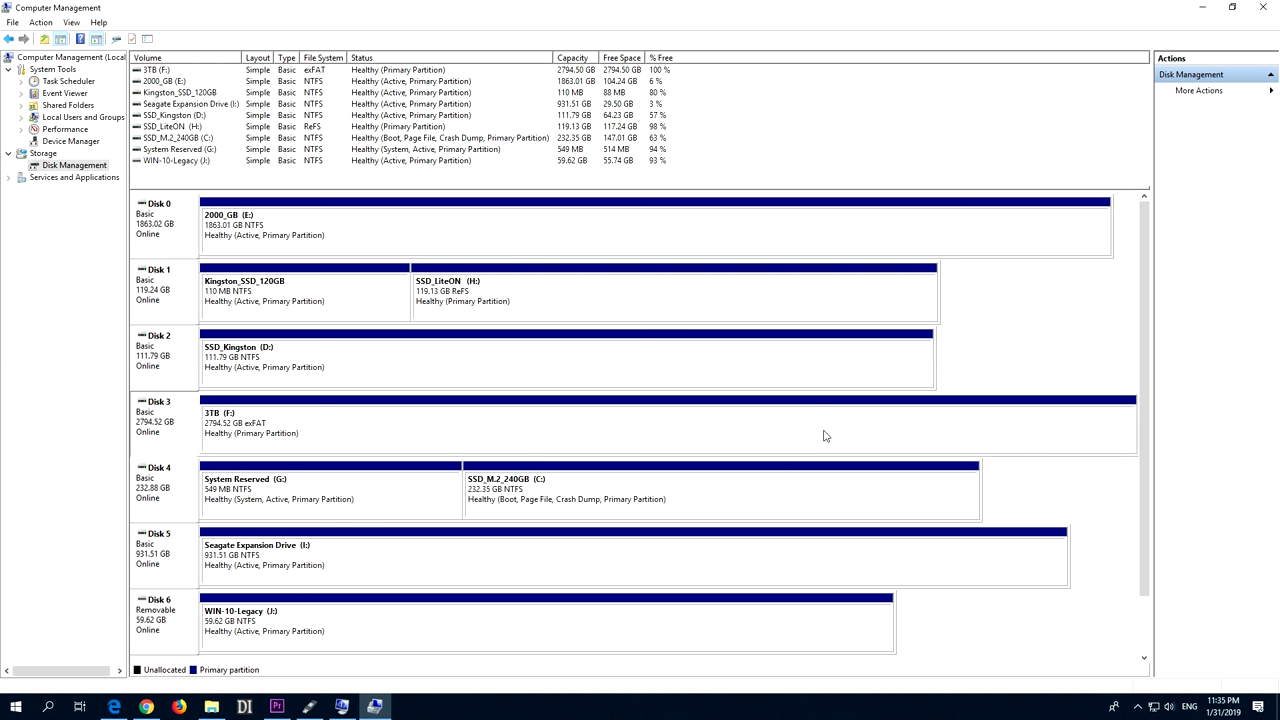 Computer Management
File Action View Help
Computer Management (Local
System Tools
Task Scheduler
Event Viewer
Shared Folders
Local Users and Groups
Performance
Device Manager
Storage
Disk Management
Services and Applications
Volume Layout Type File System Status Capacity Free Space % Free
3TB (F:) Simple Basic exFAT Healthy (Primary Partition) 2794.50 GB 2794.50 GB 100 %
2000_GB (E:) Simple Basic NTFS Healthy (Active, Primary Partition) 1863.01 GB 104.24 GB 6 %
Kingston_SSD_120GB Simple Basic NTFS Healthy (Active, Primary Partition) 110 MB 88 MB 80 %
Seagate Expansion Drive (I:) Simple Basic NTFS Healthy (Active, Primary Partition) 931.51 GB 29.50 GB 3 %
SSD_Kingston (D:) Simple Basic NTFS Healthy (Active, Primary Partition) 111.79 GB 64.23 GB 57 %
SSD_LiteON (H:) Simple Basic ReFS Healthy (Primary Partition) 119.13 GB 117.24 GB 98 %
SSD_M.2_240GB (C:) Simple Basic NTFS Healthy (Boot, Page File, Crash Dump, Primary Partition) 232.35 GB 147.01 GB 63 %
System Reserved (G:) Simple Basic NTFS Healthy (System, Active, Primary Partition) 549 MB 514 MB 94 %
WIN-10-Legacy (J:) Simple Basic NTFS Healthy (Active, Primary Partition) 59.62 GB 55.74 GB 93 %
Disk 0
Basic
1863.02 GB
Online
2000_GB (E:)
1863.01 GB NTFS
Healthy (Active, Primary Partition)
Disk 1
Basic
119.24 GB
Online
Kingston_SSD_120GB
110 MB NTFS
Healthy (Active, Primary Partition)
SSD_LiteON (H:)
119.13 GB ReFS
Healthy (Primary Partition)
Disk 2
Basic
111.79 GB
Online
SSD_Kingston (D:)
111.79 GB NTFS
Healthy (Active, Primary Partition)
Disk 3
Basic
2794.52 GB
Online
3TB (F:)
2794.52 GB exFAT
Healthy (Primary Partition)
Disk 4
Basic
232.88 GB
Online
System Reserved (G:)
549 MB NTFS
Healthy (System, Active, Primary Partition)
SSD_M.2_240GB (C:)
232.35 GB NTFS
Healthy (Boot, Page File, Crash Dump, Primary Partition)
Disk 5
Basic
931.51 GB
Online
Seagate Expansion Drive (I:)
931.51 GB NTFS
Healthy (Active, Primary Partition)
Disk 6
Removable
59.62 GB
Online
WIN-10-Legacy (J:)
59.62 GB NTFS
Healthy (Active, Primary Partition)
Unallocated Primary partition
Actions
Disk Management
More Actions
DI
Pr
ENG
11:35 PM
1/31/2019